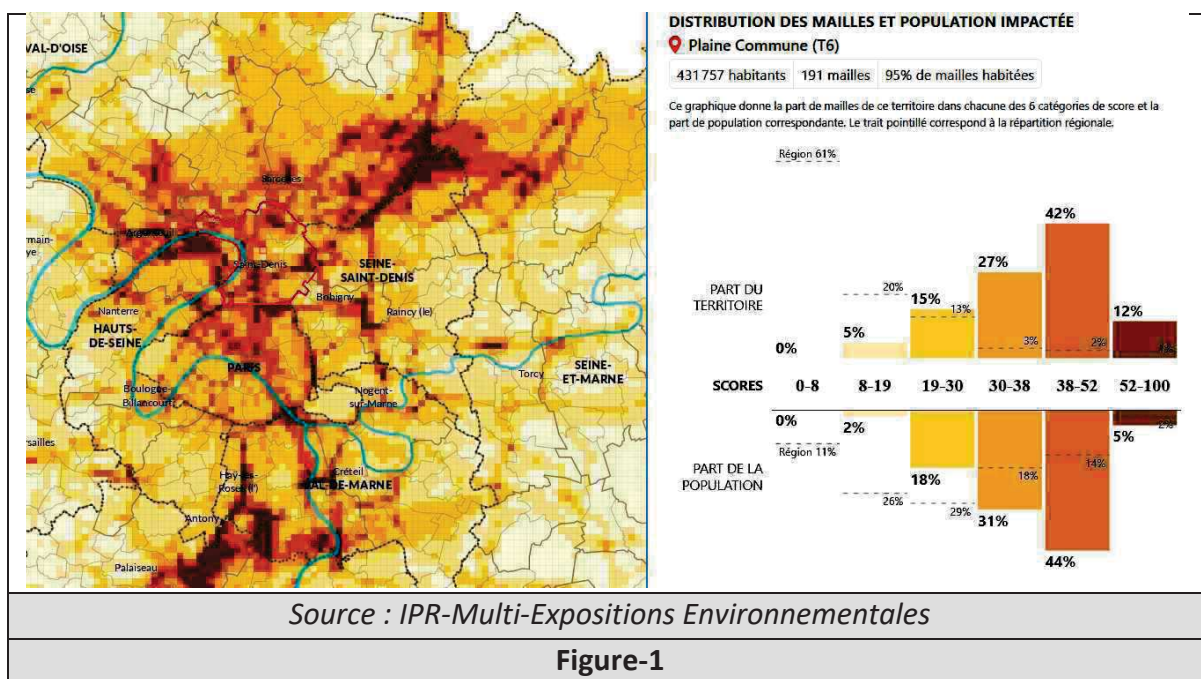 VAL-D'OISE
Sarcelles
Argenteuil
Saint-Denis
SEINE-
SAINT-DENIS
Bobigny
Nanterre
Raincy (le)
HAUTS-
DE-SEINE
PARIS
SEINE-
ET-MARNE
Torcy
Boulogne-
Billancourt
Nogent-
sur-Marne
Créteil
Haÿ-les-
Roses (l')
VAL-DE-MARNE
Antony
Palaiseau
DISTRIBUTION DES MAILLES ET POPULATION IMPACTÉE
Plaine Commune (T6)
431 757 habitants 191 mailles 95% de mailles habitées
Ce graphique donne la part de mailles de ce territoire dans chacune des 6 catégories de score et la
part de population correspondante. Le trait pointillé correspond à la répartition régionale.
Région 61%
42%
27%
PART DU
TERRITOIRE
20%
15%
13%
12%
5%
3%
2%
0%
SCORES 0-8 8-19 19-30 30-38 38-52 52-100
0%
2%
5%
2%
Région 11%
14%
PART DE LA
POPULATION
18%
18%
26%
29%
31%
44%
Source : IPR-Multi-Expositions Environnementales
Figure-1